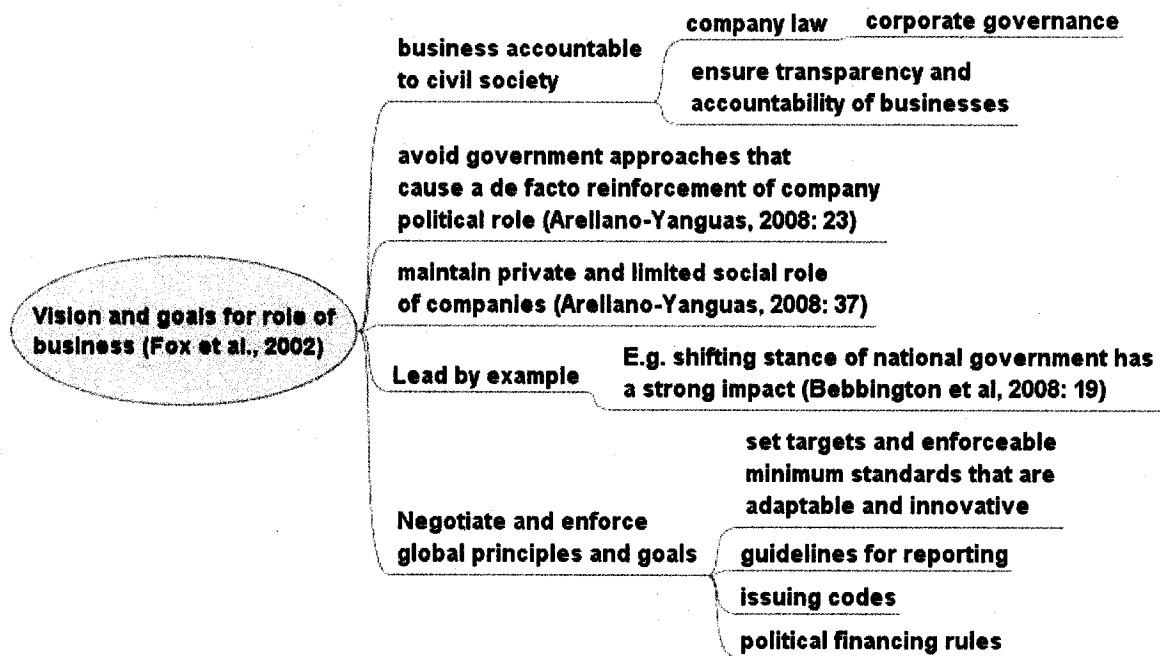 Vision and goals for role of
business (Fox et al., 2002)
business accountable
to civil society
company law
corporate governance
ensure transparency and
accountability of businesses
avoid government approaches that
cause a de facto reinforcement of company
political role (Arellano-Yanguas, 2008: 23)
maintain private and limited social role
of companies (Arellano-Yanguas, 2008: 37)
Lead by example
E.g. shifting stance of national government has
a strong impact (Bebbington et al, 2008: 19)
Negotiate and enforce
global principles and goals
set targets and enforceable
minimum standards that are
adaptable and innovative
guidelines for reporting
issuing codes
political financing rules